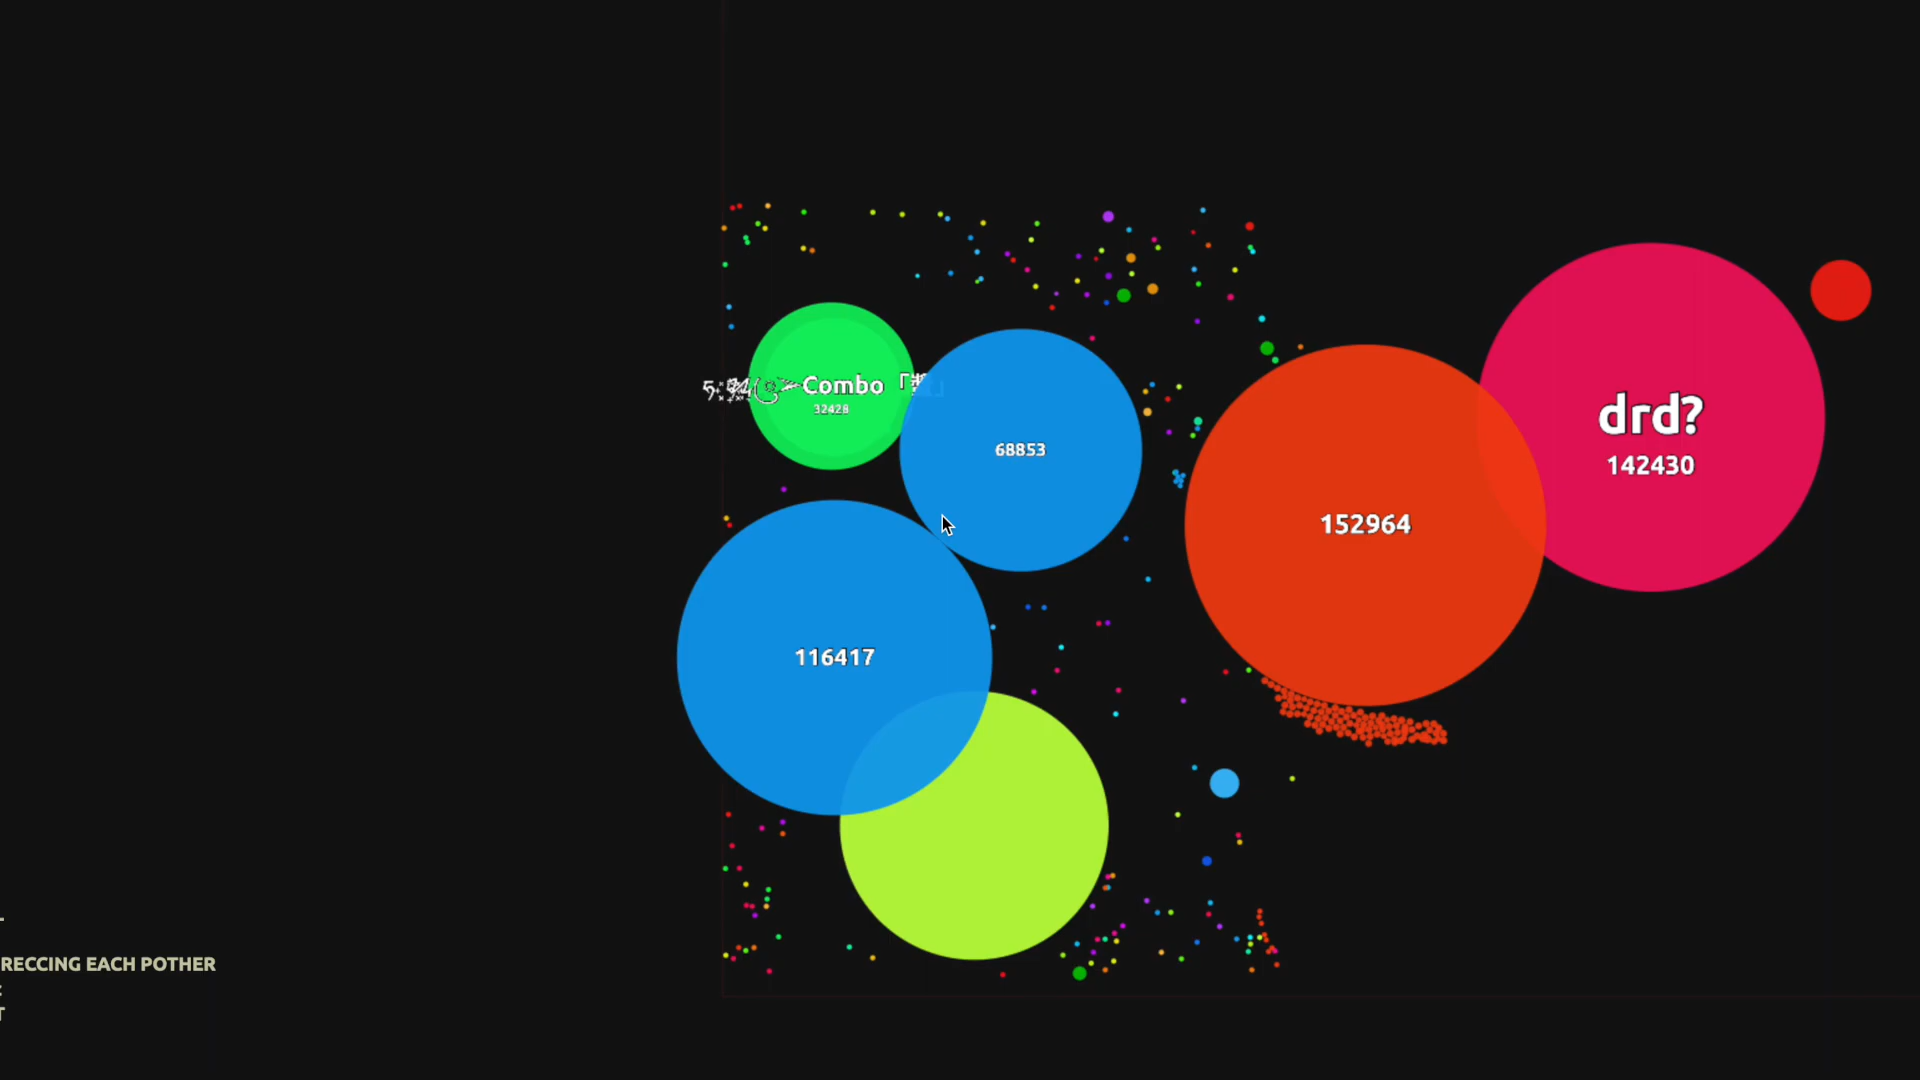 Combo「
32428
68853
drd?
142430
152964
116417
RECCING EACH POTHER